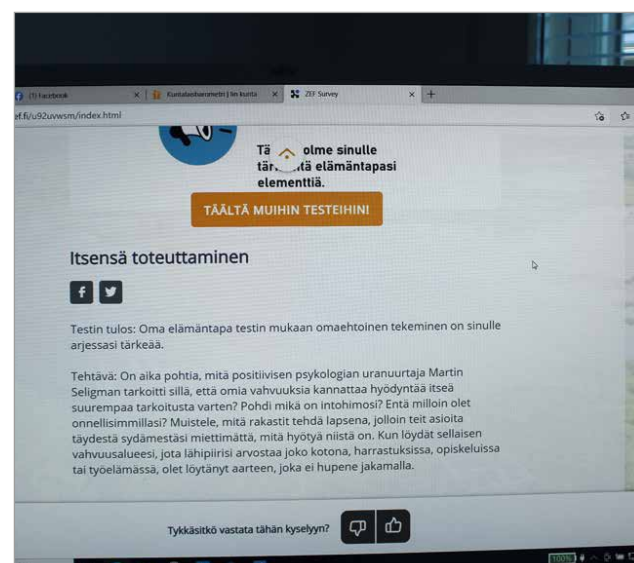 (1) Facebook
Kuntalaisbarometri | Iin kunta
ZEF Survey
ef.fi/u92uvwsm/index.html
olme sinulle
tä elämäntapasi
elementtiä.
TÄÄLTÄ MUIHIN TESTEIHINI
Itsensä toteuttaminen
Testin tulos: Oma elämäntapa testin mukaan omaehtoinen tekeminen on sinulle
arjessasi tärkeää.
Tehtävä: On aika pohtia, mitä positiivisen psykologian uranuurtaja Martin
Seligman tarkoitti sillä, että omia vahvuuksia kannattaa hyödyntää itseä
suurempaa tarkoitusta varten? Pohdi mikä on intohimosi? Entä milloin olet
onnellisimmillasi? Muistele, mitä rakastit tehdä lapsena, jolloin teit asioita
täydestä sydämestäsi miettimättä, mitä hyötyä niistä on. Kun löydät sellaisen
vahvuusalueesi, jota lähipiirisi arvostaa joko kotona, harrastuksissa, opiskeluissa
tai työelämässä, olet löytänyt aarteen, joka ei hupene jakamalla.
Tykkäsitkö vastata tähän kyselyyn?
100%